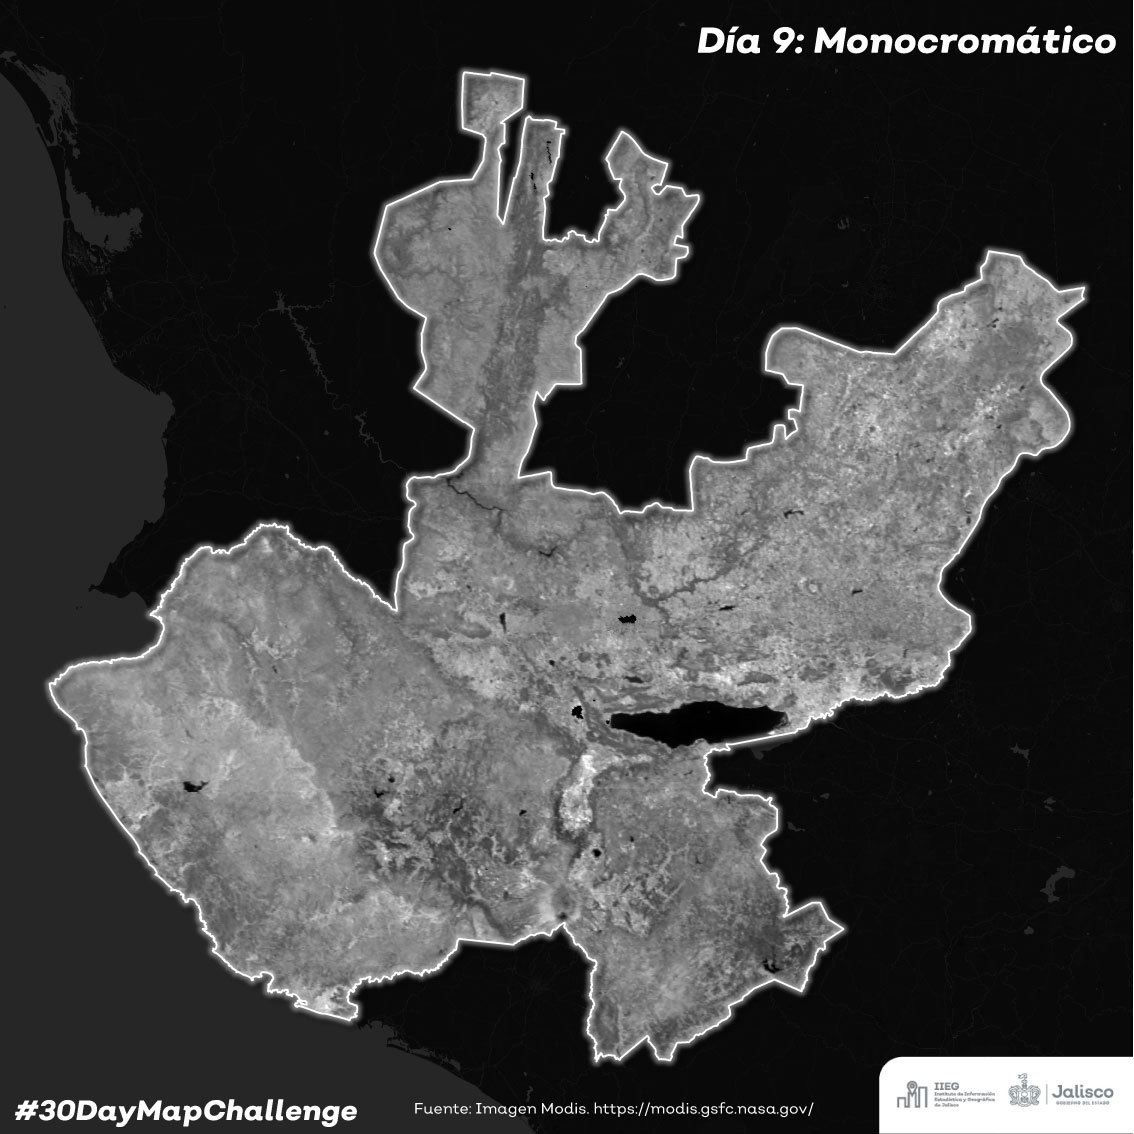 Día 9: Monocromático
#30DayMapChallenge
Fuente: Imagen Modis. https://modis.gsfc.nasa.gov/
IIEG
Instituto de Información
Estadística y Geográfica
de Jalisco
Jalisco
GOBIERNO DEL ESTADO